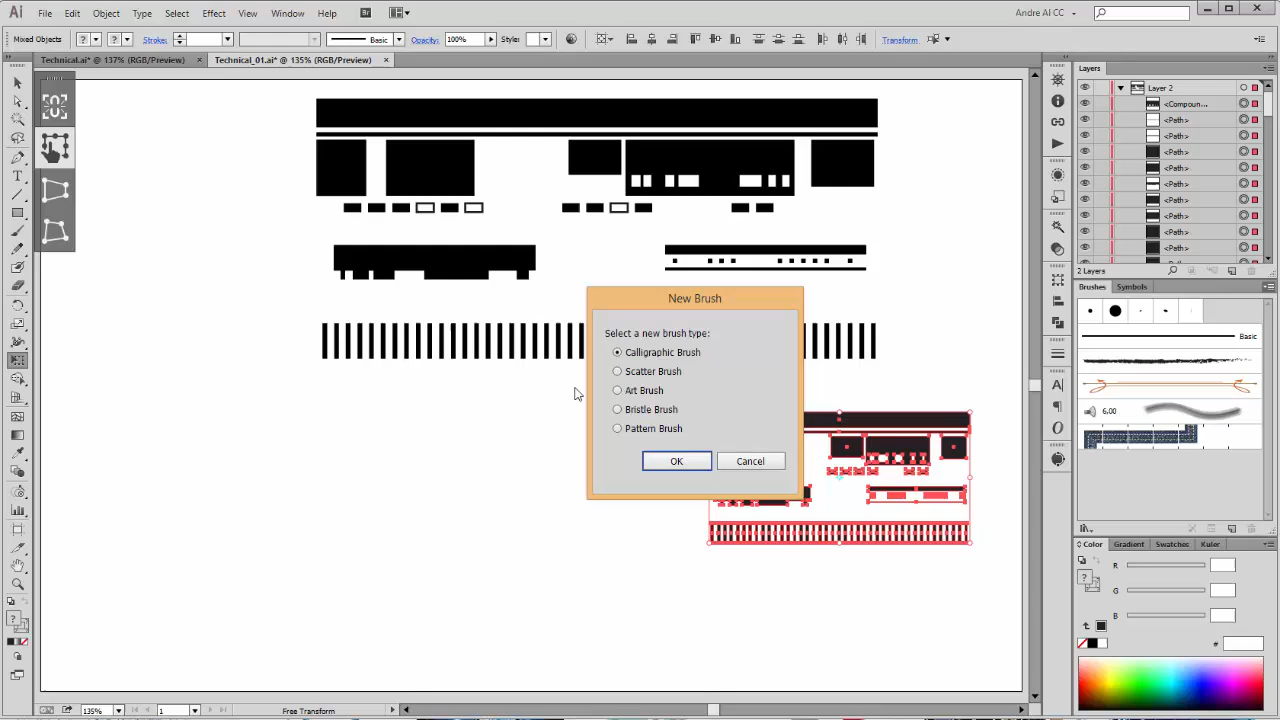 Ai File Edit Object Type Select Effect View Window Help Br Andre AI CC
Mixed Objects ? ? Strokes Basic Opacity: 100% Style: Transform
Technical.ai* @ 137% (RGB/Preview) × Technical_01.ai* @ 135% (RGB/Preview) ×
Layers
Layer 2
<Compoun...
<Path>
<Path>
<Path>
<Path>
<Path>
<Path>
<Path>
<Path>
<Path>
2 Layers
Brushes Symbols
Basic
6,00
New Brush
Select a new brush type:
Calligraphic Brush
Scatter Brush
Art Brush
Bristle Brush
Pattern Brush
OK Cancel
Color Gradient Swatches Kuler
R
G
B
#
135% 1 Free Transform